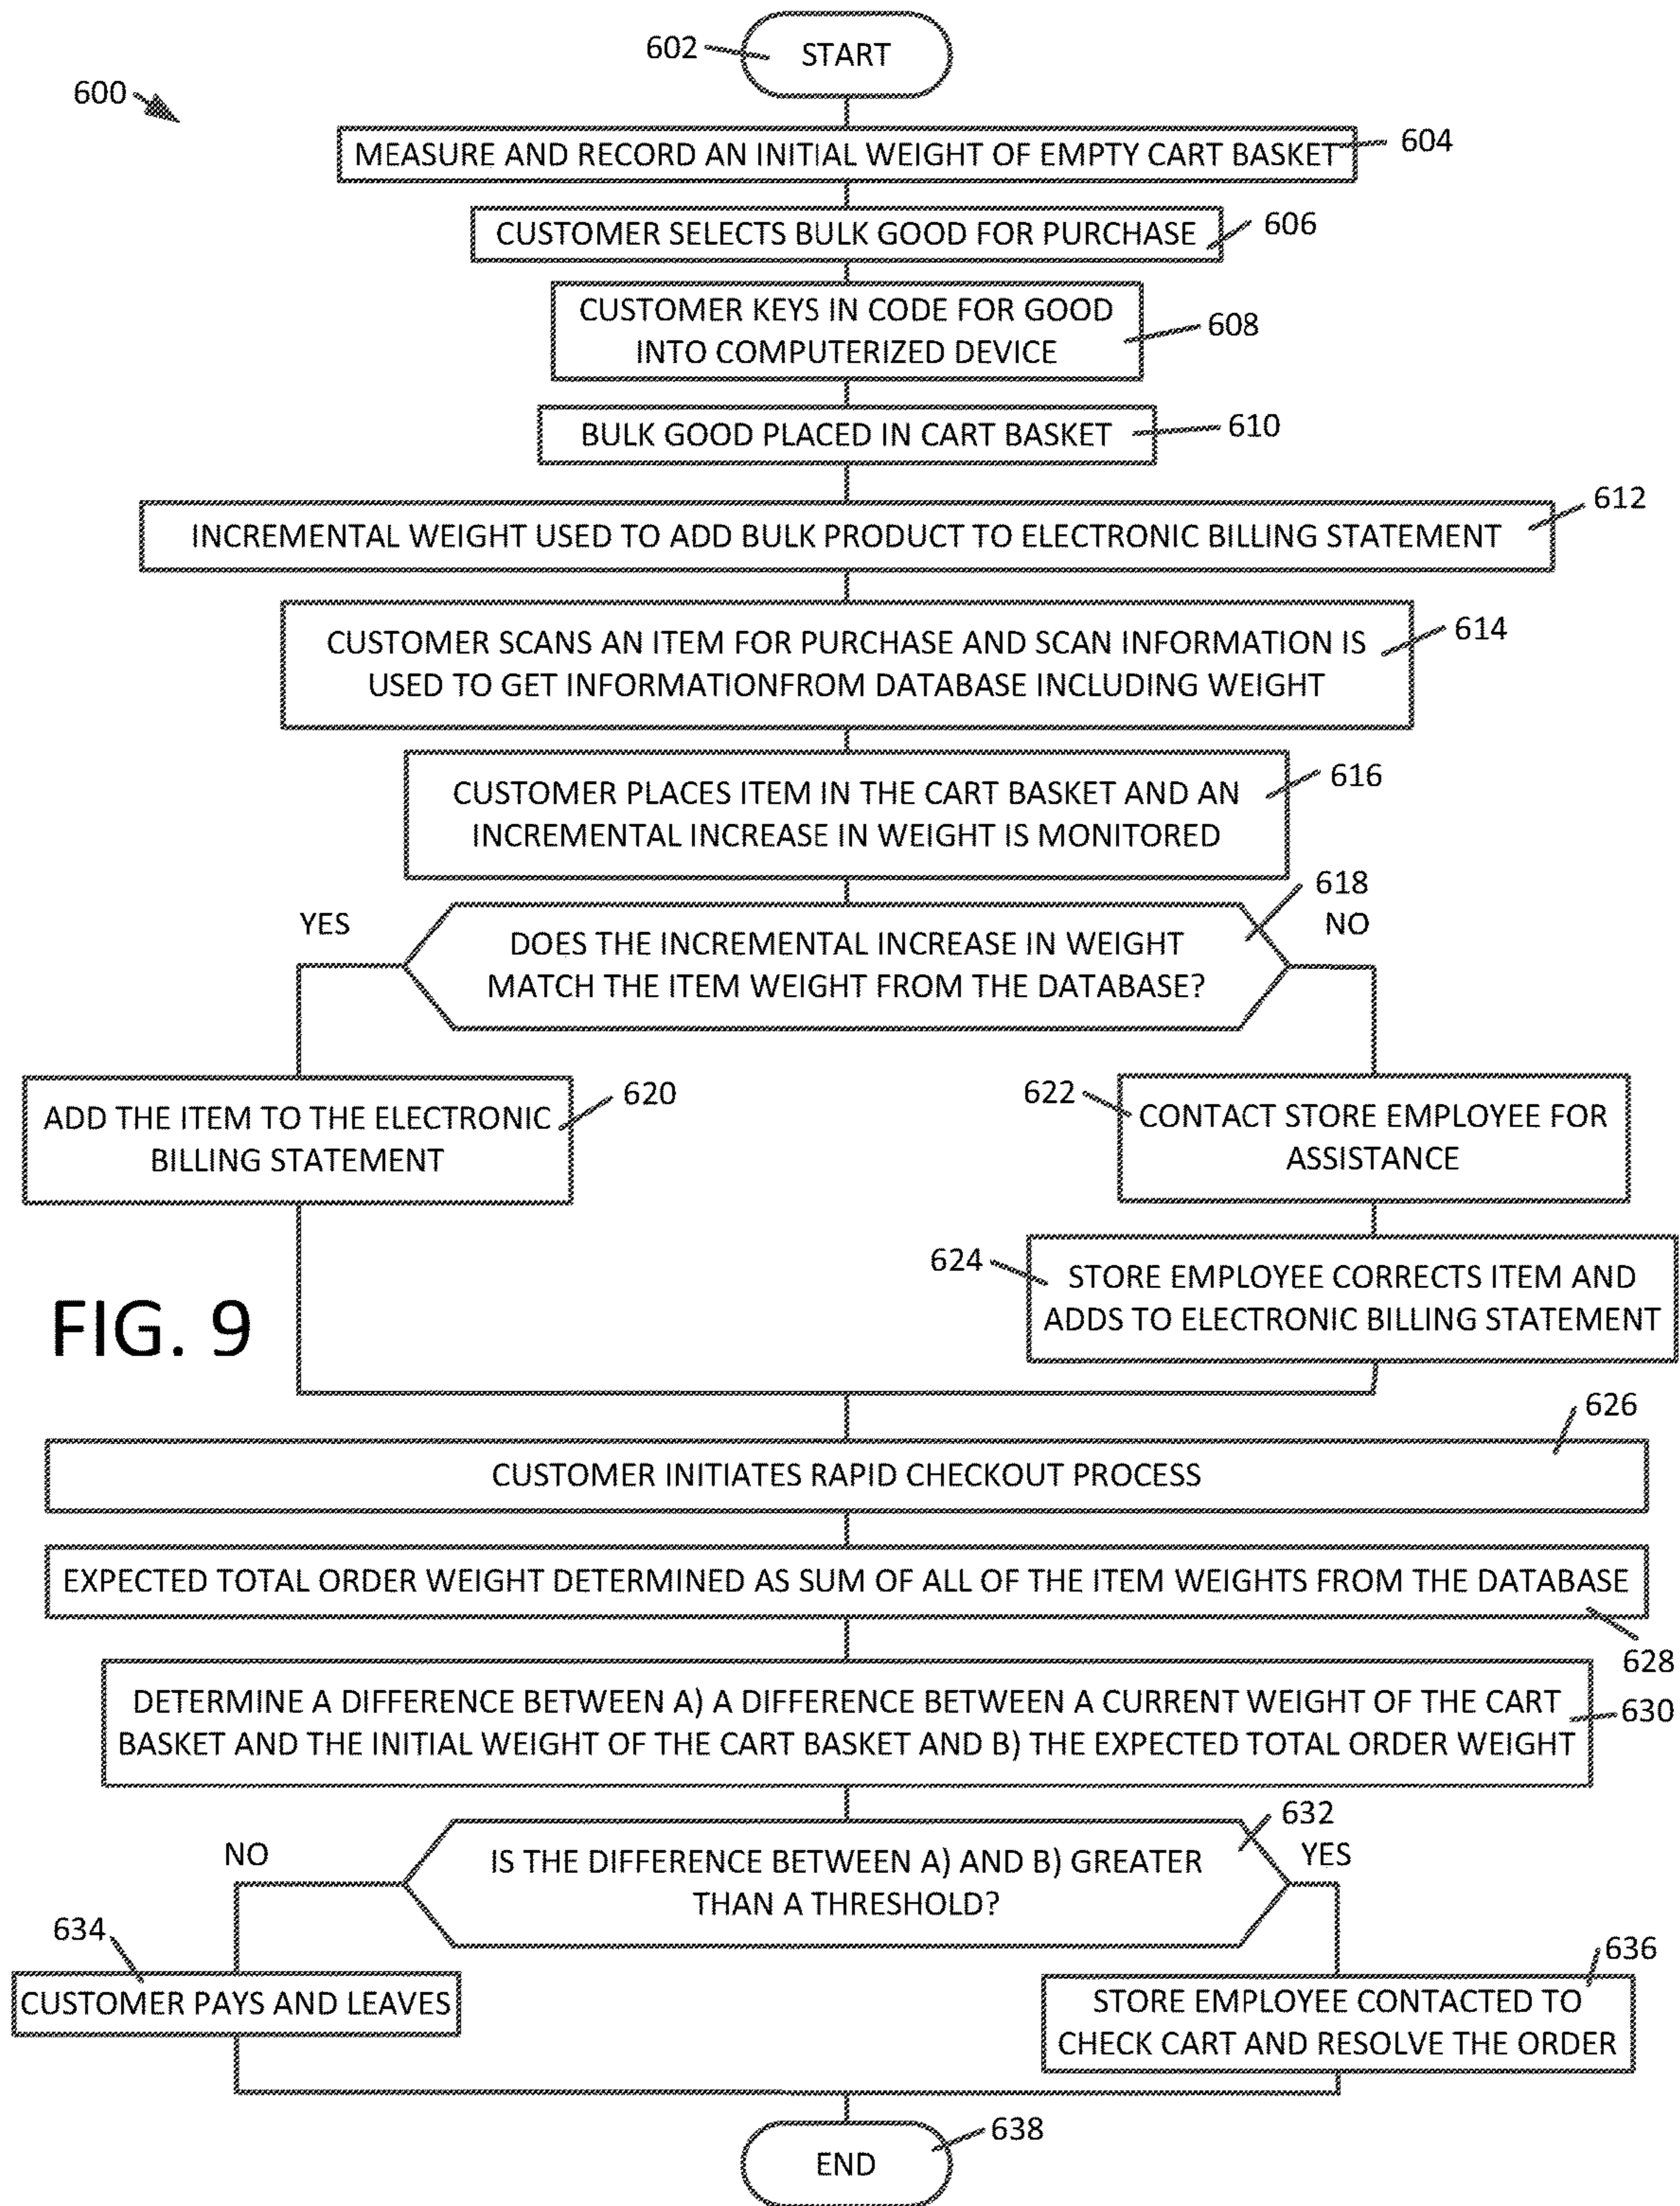 602
START
600
MEASURE AND RECORD AN INITIAL WEIGHT OF EMPTY CART BASKET
604
CUSTOMER SELECTS BULK GOOD FOR PURCHASE
606
CUSTOMER KEYS IN CODE FOR GOOD
INTO COMPUTERIZED DEVICE
608
BULK GOOD PLACED IN CART BASKET
610
INCREMENTAL WEIGHT USED TO ADD BULK PRODUCT TO ELECTRONIC BILLING STATEMENT
612
CUSTOMER SCANS AN ITEM FOR PURCHASE AND SCAN INFORMATION IS
USED TO GET INFORMATIONFROM DATABASE INCLUDING WEIGHT
614
CUSTOMER PLACES ITEM IN THE CART BASKET AND AN
INCREMENTAL INCREASE IN WEIGHT IS MONITORED
616
618
YES
NO
DOES THE INCREMENTAL INCREASE IN WEIGHT
MATCH THE ITEM WEIGHT FROM THE DATABASE?
ADD THE ITEM TO THE ELECTRONIC
BILLING STATEMENT
620
622
CONTACT STORE EMPLOYEE FOR
ASSISTANCE
624
STORE EMPLOYEE CORRECTS ITEM AND
ADDS TO ELECTRONIC BILLING STATEMENT
FIG. 9
626
CUSTOMER INITIATES RAPID CHECKOUT PROCESS
EXPECTED TOTAL ORDER WEIGHT DETERMINED AS SUM OF ALL OF THE ITEM WEIGHTS FROM THE DATABASE
628
DETERMINE A DIFFERENCE BETWEEN A) A DIFFERENCE BETWEEN A CURRENT WEIGHT OF THE CART
BASKET AND THE INITIAL WEIGHT OF THE CART BASKET AND B) THE EXPECTED TOTAL ORDER WEIGHT
630
632
NO
YES
IS THE DIFFERENCE BETWEEN A) AND B) GREATER
THAN A THRESHOLD?
634
CUSTOMER PAYS AND LEAVES
636
STORE EMPLOYEE CONTACTED TO
CHECK CART AND RESOLVE THE ORDER
638
END